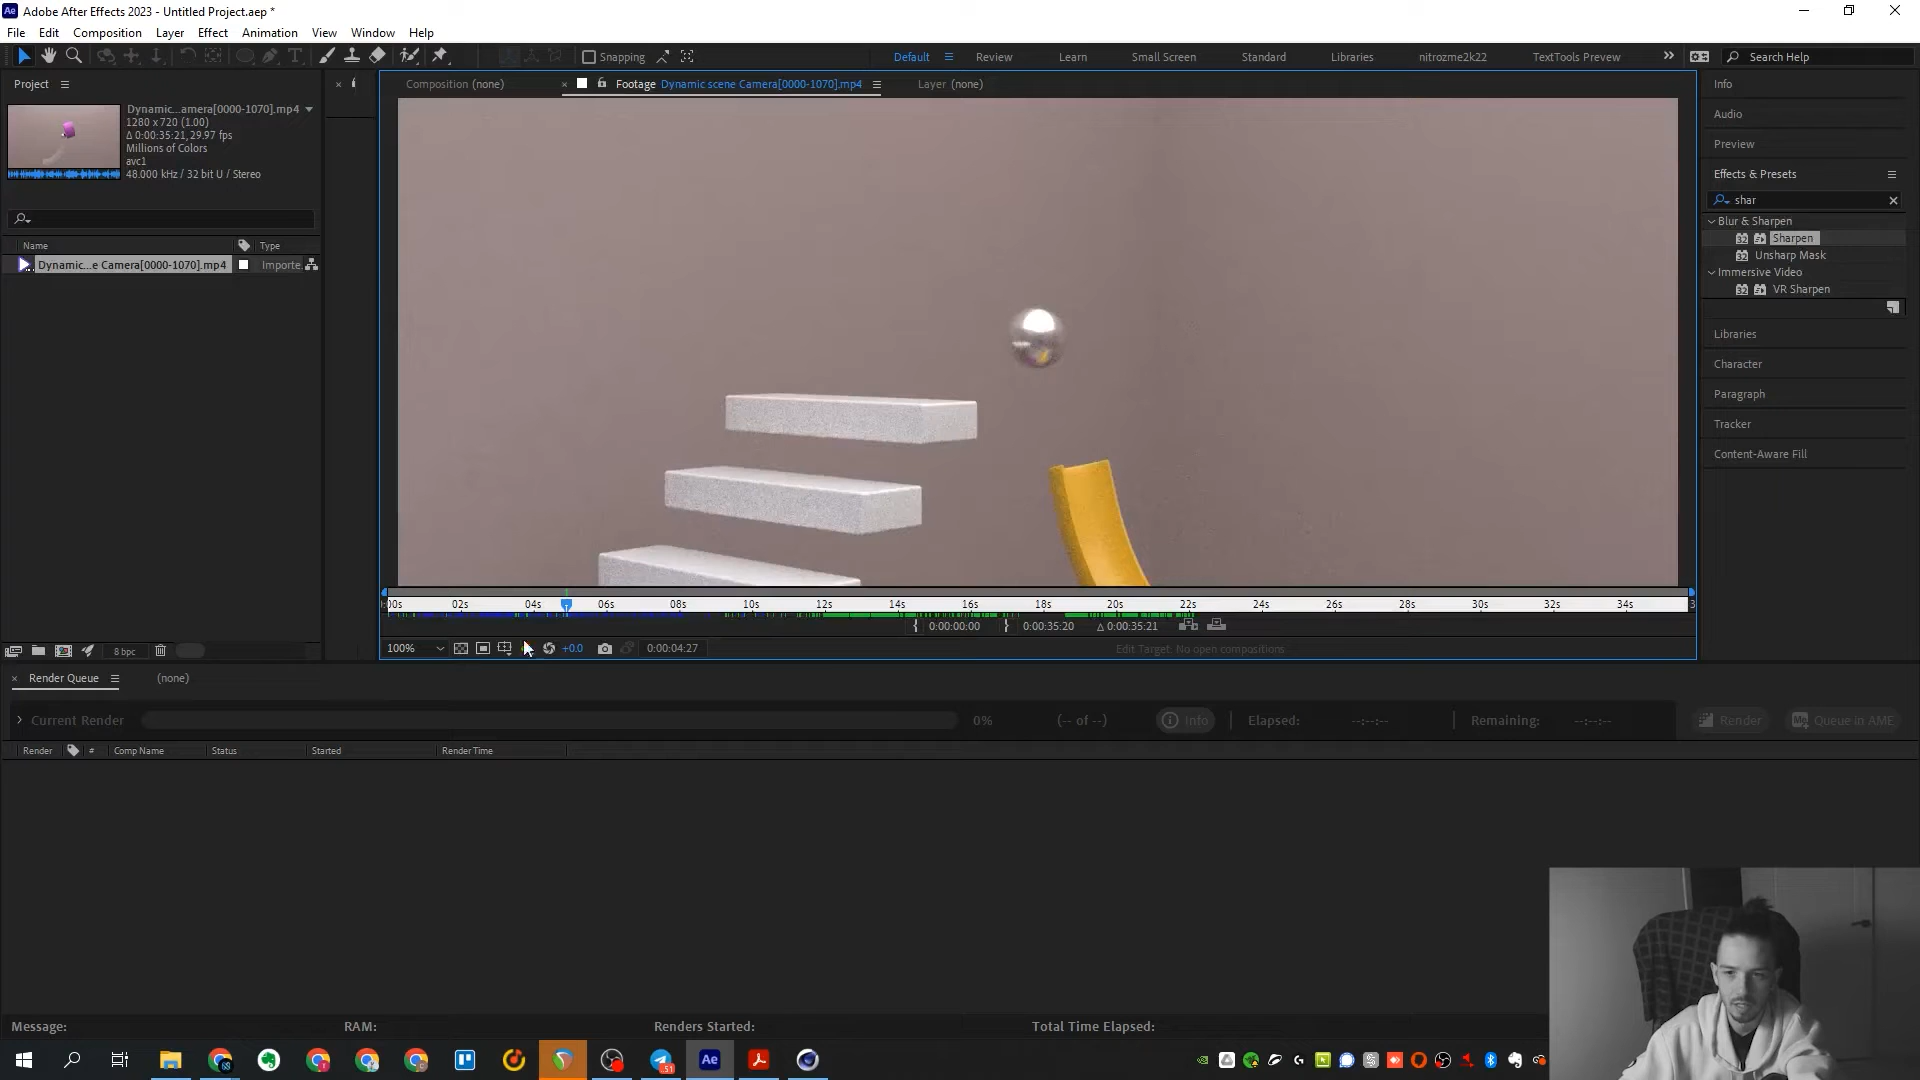 Ae Adobe After Effects 2023 - Untitled Project.aep *
File Edit Composition Layer Effect Animation View Window Help
Snapping
Default Review Learn Small Screen Standard Libraries nitrozme2k22 TextTools Preview
Search Help
Project
Dynamic...amera[0000-1070].mp4
1280 x 720 (1.00)
Δ 0:00:35:21, 29.97 fps
Millions of Colors
avc1
48.000 kHz / 32 bit U / Stereo
Name Type
Dynamic...e Camera[0000-1070].mp4 Importe
8 bpc
Composition (none) Footage Dynamic scene Camera[0000-1070].mp4 Layer (none)
00s 02s 04s 06s 08s 10s 12s 14s 16s 18s 20s 22s 24s 26s 28s 30s 32s 34s 3
0:00:00:00 0:00:35:20 Δ 0:00:35:21
100% +0.0 0:00:04:27 Edit Target: No open compositions
Info
Audio
Preview
Effects & Presets
shar
Blur & Sharpen
32 Sharpen
32 Unsharp Mask
Immersive Video
32 VR Sharpen
Libraries
Character
Paragraph
Tracker
Content-Aware Fill
Render Queue (none)
Current Render 0% (-- of --) Info Elapsed: --:--:-- Remaining: --:--:-- Render Me Queue in AME
Render # Comp Name Status Started Render Time
Message: RAM: Renders Started: Total Time Elapsed:
Ae